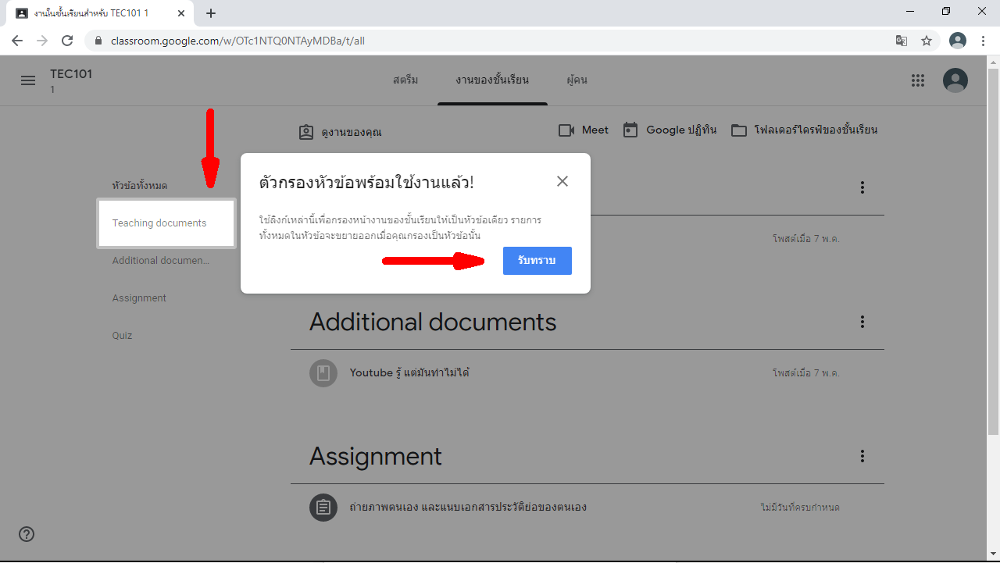 งานในชั้นเรียนสำหรับ TEC101 1
classroom.google.com/w/OTc1NTQ0NTAyMDBa/t/all
TEC101
1
สตรีม
งานของชั้นเรียน
ผู้คน
ดูงานของคุณ
Meet
Google ปฏิทิน
โฟลเดอร์ไดรฟ์ของชั้นเรียน
หัวข้อทั้งหมด
Teaching documents
Additional documen...
Assignment
Quiz
ตัวกรองหัวข้อพร้อมใช้งานแล้ว!
ใช้ลิงก์เหล่านี้เพื่อกรองหน้างานของชั้นเรียนให้เป็นหัวข้อเดียว รายการ
ทั้งหมดในหัวข้อจะขยายออกเมื่อคุณกรองเป็นหัวข้อนั้น
รับทราบ
โพสต์เมื่อ 7 พ.ค.
Additional documents
Youtube รู้ แต่มันทำไม่ได้
โพสต์เมื่อ 7 พ.ค.
Assignment
ถ่ายภาพตนเอง และแนบเอกสารประวัติย่อของตนเอง
ไม่มีวันที่ครบกำหนด